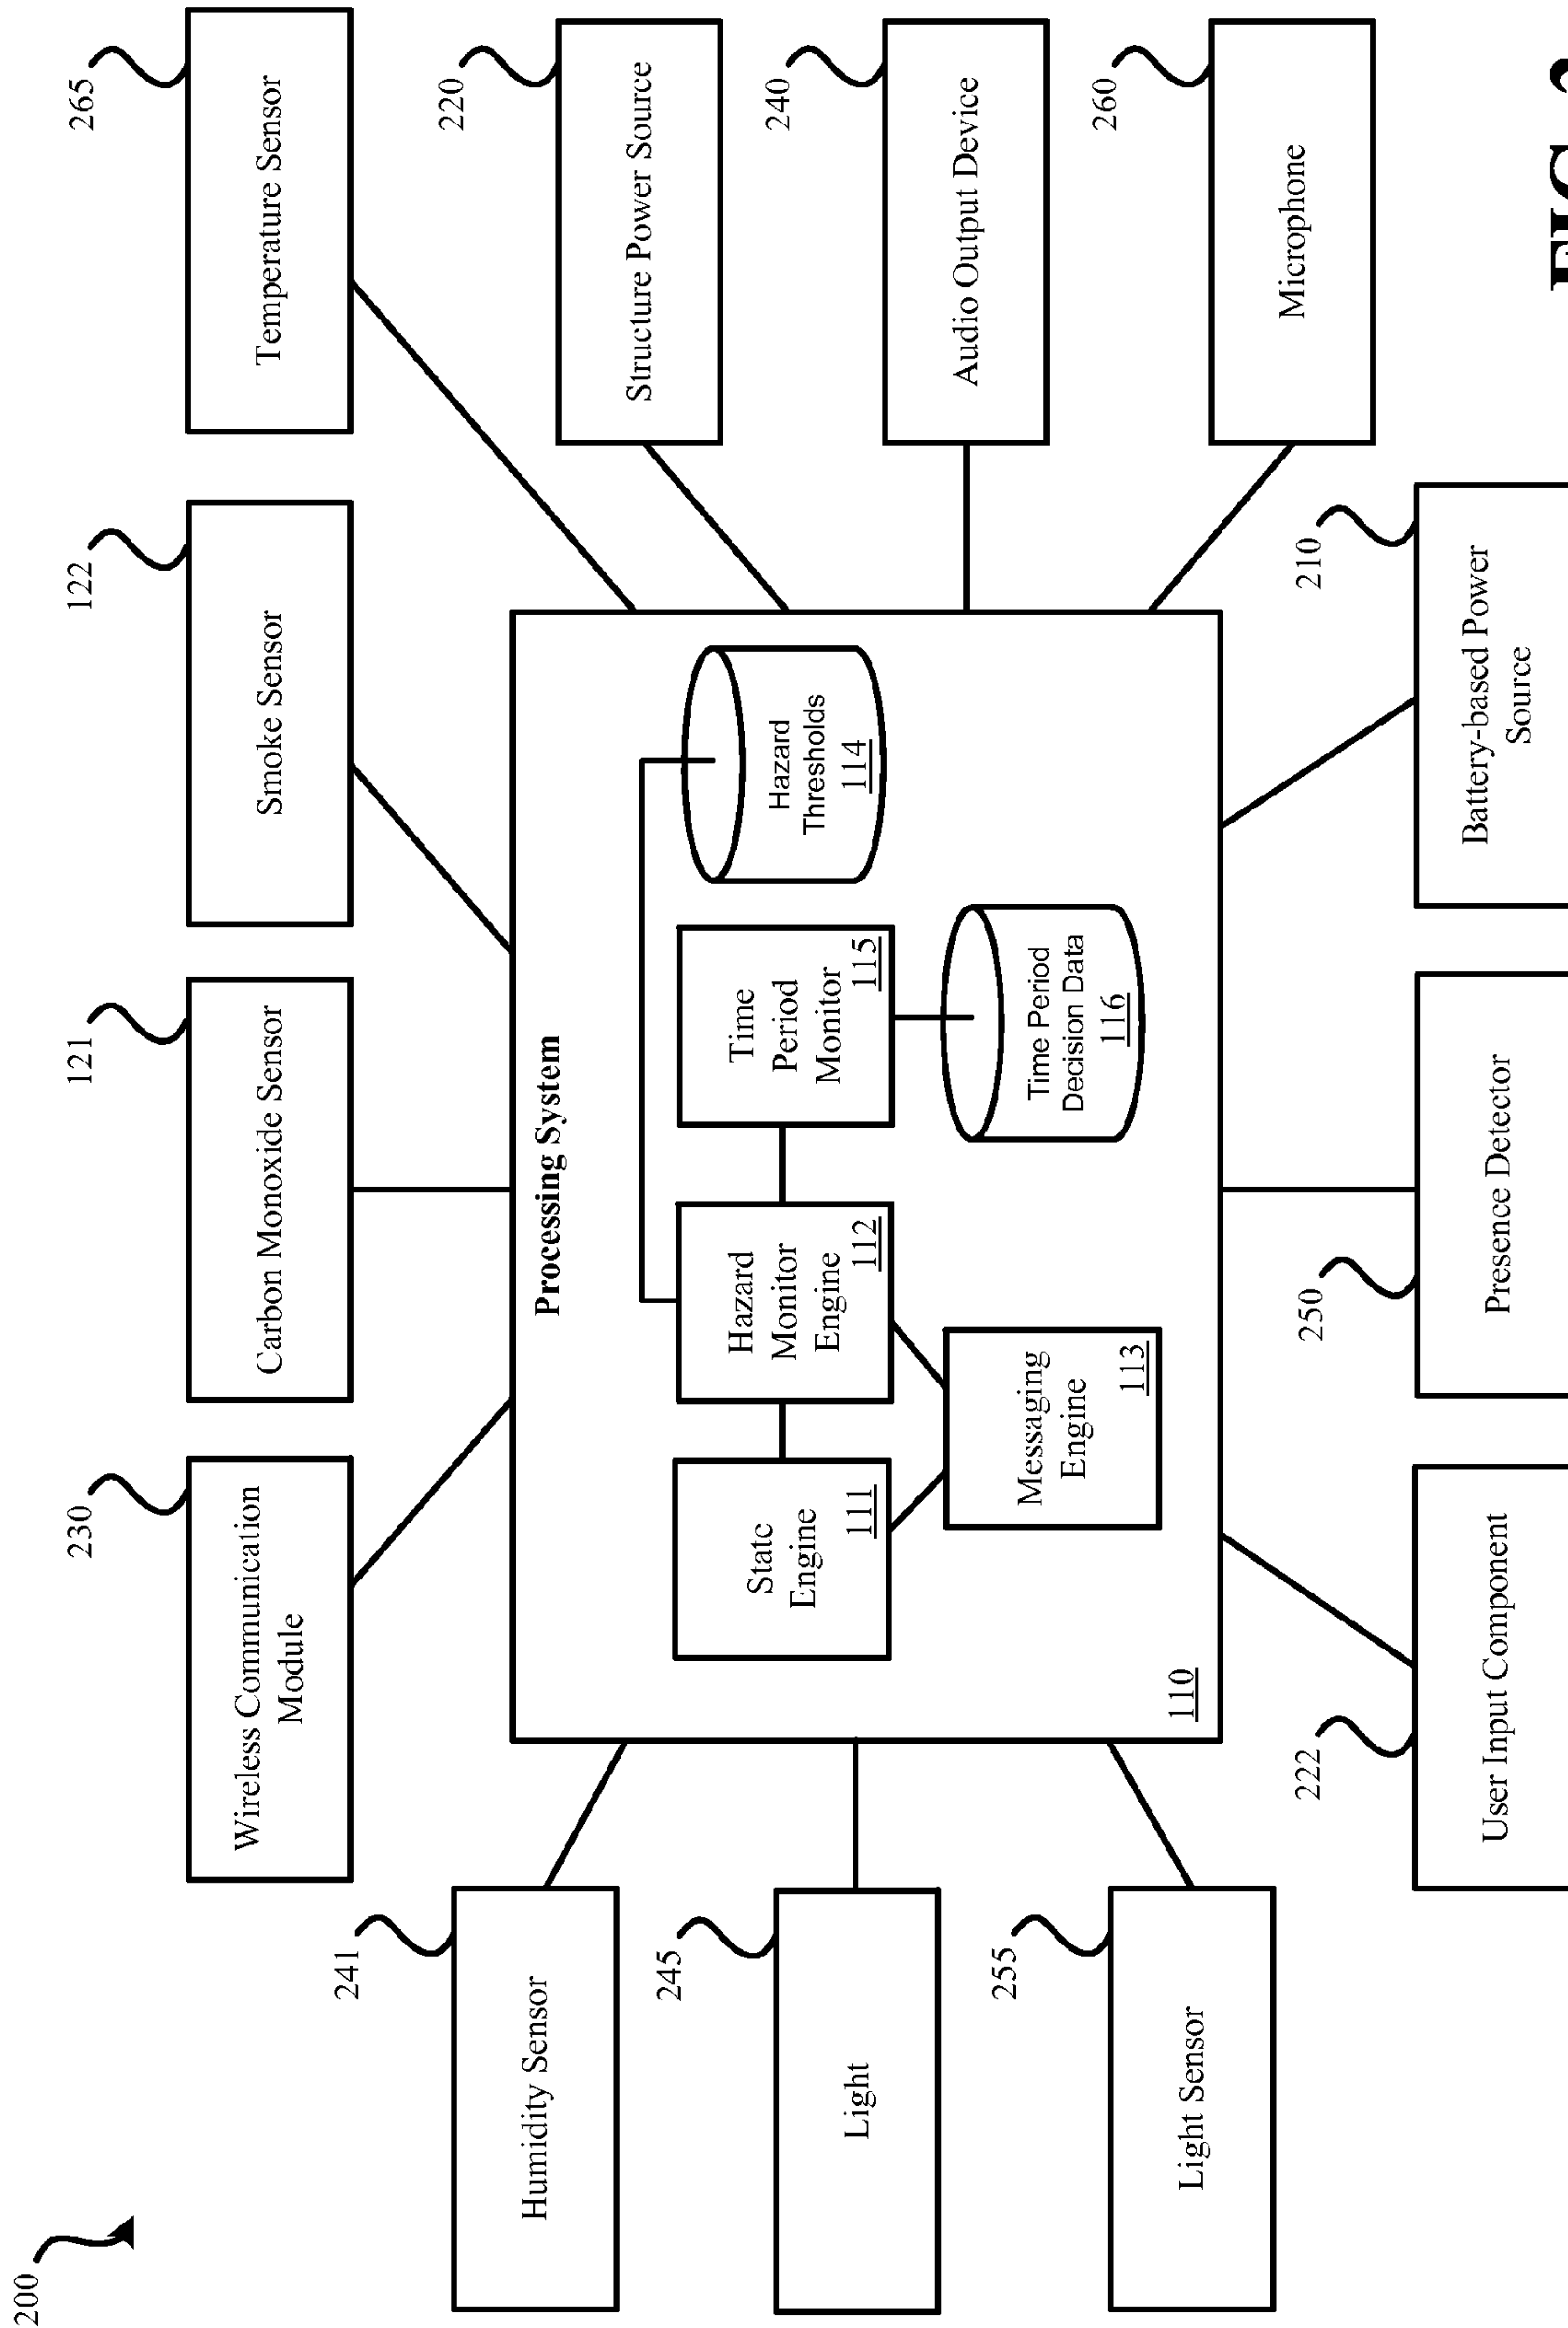 200
230
Wireless Communication
Module
121
Carbon Monoxide Sensor
122
Smoke Sensor
265
Temperature Sensor
241
Humidity Sensor
245
Light
255
Light Sensor
Processing System
State
Engine
111
Hazard
Monitor
Engine
112
Time
Period
Monitor
115
Hazard
Thresholds
114
Messaging
Engine
113
Time Period
Decision Data
116
110
220
Structure Power Source
240
Audio Output Device
260
Microphone
222
User Input Component
250
Presence Detector
210
Battery-based Power
Source